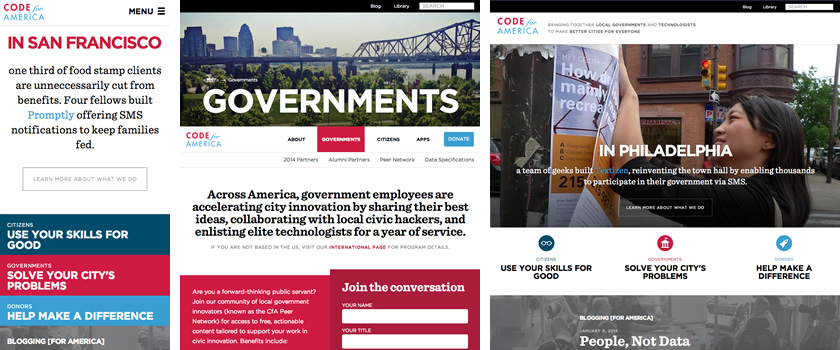 CODE for
AMERICA
MENU
IN SAN FRANCISCO
one third of food stamp clients
are unneccessarily cut from
benefits. Four fellows built
Promptly offering SMS
notifications to keep families
fed.
LEARN MORE ABOUT WHAT WE DO
CITIZENS
USE YOUR SKILLS FOR
GOOD
GOVERNMENTS
SOLVE YOUR CITY'S
PROBLEMS
DONORS
HELP MAKE A DIFFERENCE
BLOGGING [FOR AMERICA]
Blog Library SEARCH
Governments
GOVERNMENTS
CODE for
AMERICA
ABOUT GOVERNMENTS CITIZENS APPS DONATE
2014 Partners Alumni Partners Peer Network Data Specifications
Across America, government employees are
accelerating city innovation by sharing their best
ideas, collaborating with local civic hackers, and
enlisting elite technologists for a year of service.
IF YOU ARE NOT BASED IN THE US, VISIT OUR INTERNATIONAL PAGE FOR PROGRAM DETAILS.
Are you a forward-thinking public servant?
Join our community of local government
innovators (known as the CfA Peer
Network) for access to free, actionable
content tailored to support your work in
civic innovation. Benefits include:
Join the conversation
YOUR NAME
YOUR TITLE
Blog Library SEARCH
CODE for
AMERICA
BRINGING TOGETHER LOCAL GOVERNMENTS AND TECHNOLOGISTS
TO MAKE BETTER CITIES FOR EVERYONE
How do
mainly
recre
PHARMACY
215
IN PHILADELPHIA
a team of geeks built Textizen, reinventing the town hall by enabling thousands
to participate in their government via SMS.
LEARN MORE ABOUT WHAT WE DO
CITIZENS
USE YOUR SKILLS FOR
GOOD
GOVERNMENTS
SOLVE YOUR CITY'S
PROBLEMS
DONORS
HELP MAKE A
DIFFERENCE
BLOGGING [FOR AMERICA]
JANUARY 6, 2014
People, Not Data